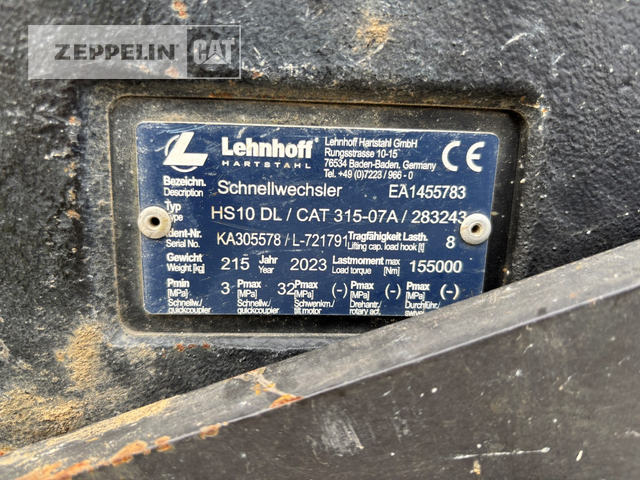 ZEPPELIN CAT
Lehnhoff®
HARTSTAHL
Lehnhoff Hartstahl GmbH
Rungsstrasse 10-15
76534 Baden-Baden. Germany
Tel. +49 (0)7223 / 966 - 0
CE
Bezeichn. Schnellwechsler EA1455783
Description
Typ HS10 DL / CAT 315-07A / 283243
Type
Ident-Nr. KA305578 / L-721791 Tragfähigkeit Lasth. 8
Serial No. Lifting cap. load hook [t]
Gewicht 215 Jahr 2023 Lastmoment max 155000
Weight [kg] Year Load torque [Nm]
Pmin 3 Pmax 32 Pmax (-) Pmax (-) Pmax (-)
[MPa] [MPa] [MPa] [MPa] [MPa]
Schnellw./ Schnellw./ Schwenkm./ Drehantr./ Durchführ./
quickcoupler quickcoupler tilt motor rotary act.